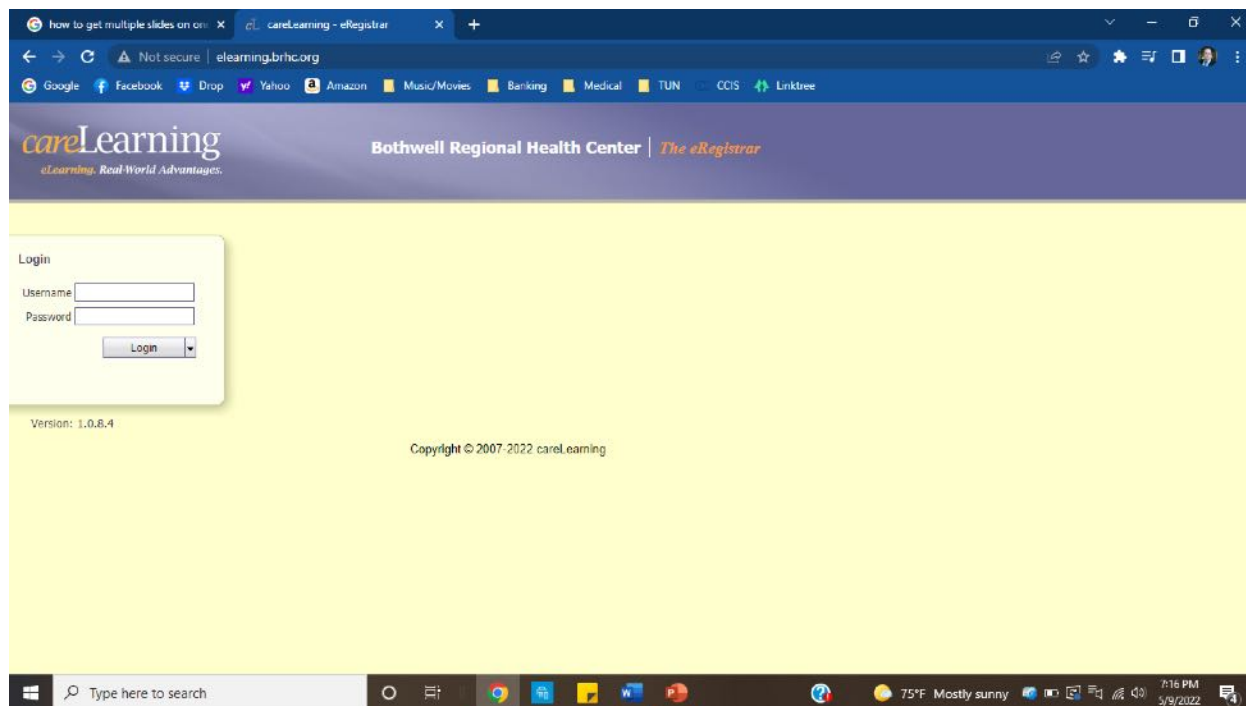 how to get multiple slides on on
careLearning - eRegistrar
Not secure | elearning.brhc.org
Google Facebook Drop Yahoo Amazon Music/Movies Banking Medical TUN CCIS Linktree
careLearning
eLearning. Real-World Advantages.
Bothwell Regional Health Center | The eRegistrar
Login
Username
Password
Login
Version: 1.0.8.4
Copyright © 2007-2022 careLearning
Type here to search
75°F Mostly sunny
7:16 PM
5/9/2022
4